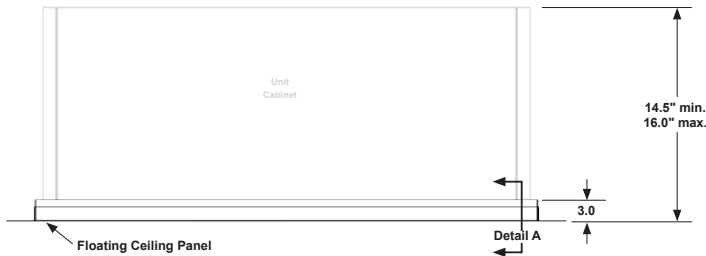 Unit
Cabinet
14.5" min.
16.0" max.
3.0
Detail A
Floating Ceiling Panel